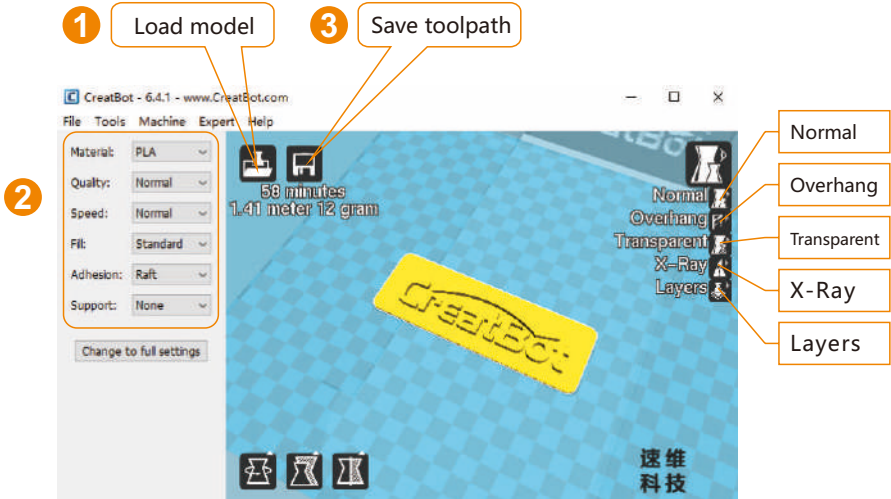 1 Load model
3 Save toolpath
CreatBot - 6.4.1 - www.CreatBot.com
File Tools Machine Expert Help
2
Material: PLA
Quality: Normal
Speed: Normal
Fill: Standard
Adhesion: Raft
Support: None
Change to full settings
58 minutes
1.41 meter 12 gram
Normal
Overhang
Transparent
X-Ray
Layers
Normal
Overhang
Transparent
X-Ray
Layers
CreatBot
速维
科技